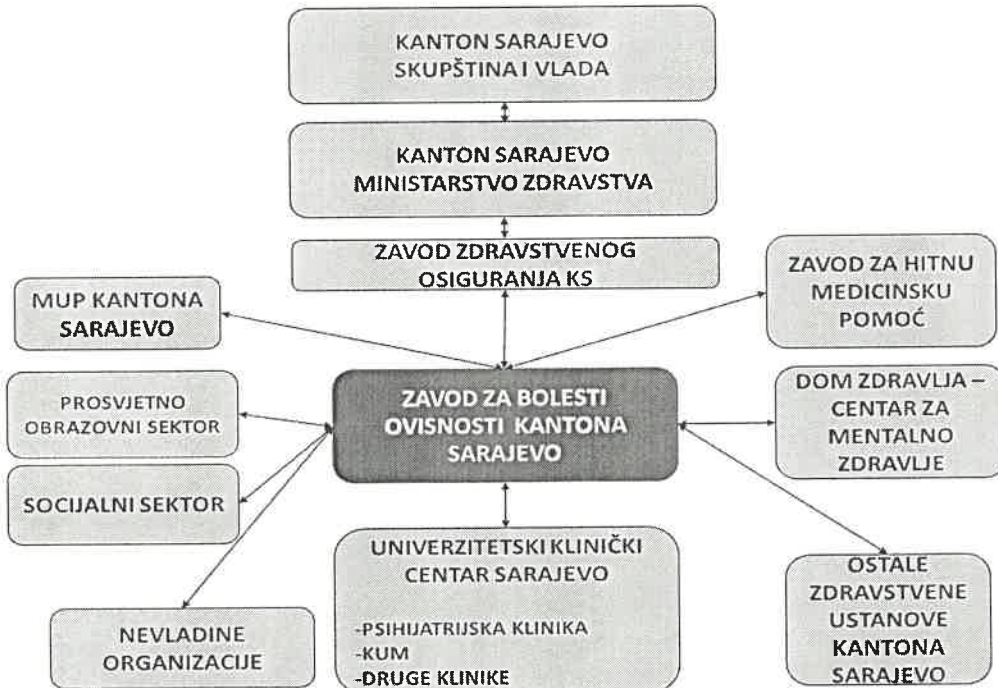 KANTON SARAJEVO
SKUPŠTINA I VLADA
KANTON SARAJEVO
MINISTARSTVO ZDRAVSTVA
ZAVOD ZDRAVSTVENOG
OSIGURANJA KS
ZAVOD ZA HITNU
MEDICINSKU
POMOĆ
MUP KANTONA
SARAJEVO
ZAVOD ZA BOLESTI
OVISNOSTI KANTONA
SARAJEVO
DOM ZDRAVLJA –
CENTAR ZA
MENTALNO
ZDRAVLJE
PROSVJETNO
OBRAZOVNI SEKTOR
SOCIJALNI SEKTOR
UNIVERZITETSKI KLINIČKI
CENTAR SARAJEVO
-PSIHIJATRIJSKA KLINIKA
-KUM
-DRUGE KLINIKE
OSTALE
ZDRAVSTVENE
USTANOVE
KANTONA
SARAJEVO
NEVLADINE
ORGANIZACIJE